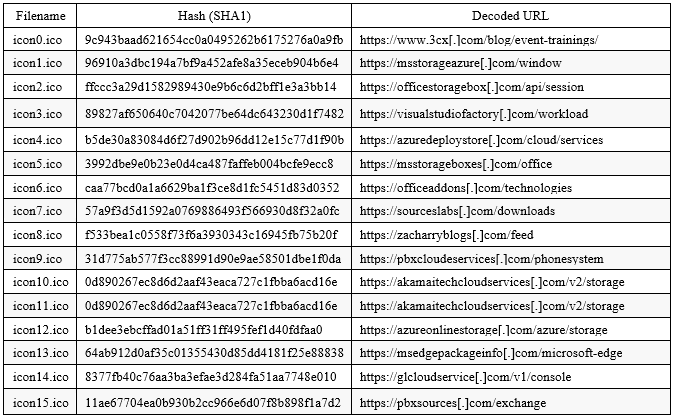 Filename Hash (SHA1) Decoded URL
icon0.ico 9c943baad621654cc0a0495262b6175276a0a9fb https://www.3cx[.]com/blog/event-trainings/
icon1.ico 96910a3dbc194a7bf9a452afe8a35eceb904b6e4 https://msstorageazure[.]com/window
icon2.ico ffccc3a29d1582989430e9b6c6d2bff1e3a3bb14 https://officestoragebox[.]com/api/session
icon3.ico 89827af650640c7042077be64dc643230d1f7482 https://visualstudiofactory[.]com/workload
icon4.ico b5de30a83084d6f27d902b96dd12e15c77d1f90b https://azuredeploystore[.]com/cloud/services
icon5.ico 3992dbe9e0b23e0d4ca487faffeb004bcfe9ecc8 https://msstorageboxes[.]com/office
icon6.ico caa77bcd0a1a6629ba1f3ce8d1fc5451d83d0352 https://officeaddons[.]com/technologies
icon7.ico 57a9f3d5d1592a0769886493f566930d8f32a0fc https://sourceslabs[.]com/downloads
icon8.ico f533bea1c0558f73f6a3930343c16945fb75b20f https://zacharryblogs[.]com/feed
icon9.ico 31d775ab577f3cc88991d90e9ae58501dbe1f0da https://pbxcloudeservices[.]com/phonesystem
icon10.ico 0d890267ec8d6d2aaf43eaca727c1fbba6acd16e https://akamaitechcloudservices[.]com/v2/storage
icon11.ico 0d890267ec8d6d2aaf43eaca727c1fbba6acd16e https://akamaitechcloudservices[.]com/v2/storage
icon12.ico b1dee3ebcffad01a51ff31ff495fef1d40fdfaa0 https://azureonlinestorage[.]com/azure/storage
icon13.ico 64ab912d0af35c01355430d85dd4181f25e88838 https://msedgepackageinfo[.]com/microsoft-edge
icon14.ico 8377fb40c76aa3ba3efae3d284fa51aa7748e010 https://glcloudservice[.]com/v1/console
icon15.ico 11ae67704ea0b930b2cc966e6d07f8b898f1a7d2 https://pbxsources[.]com/exchange